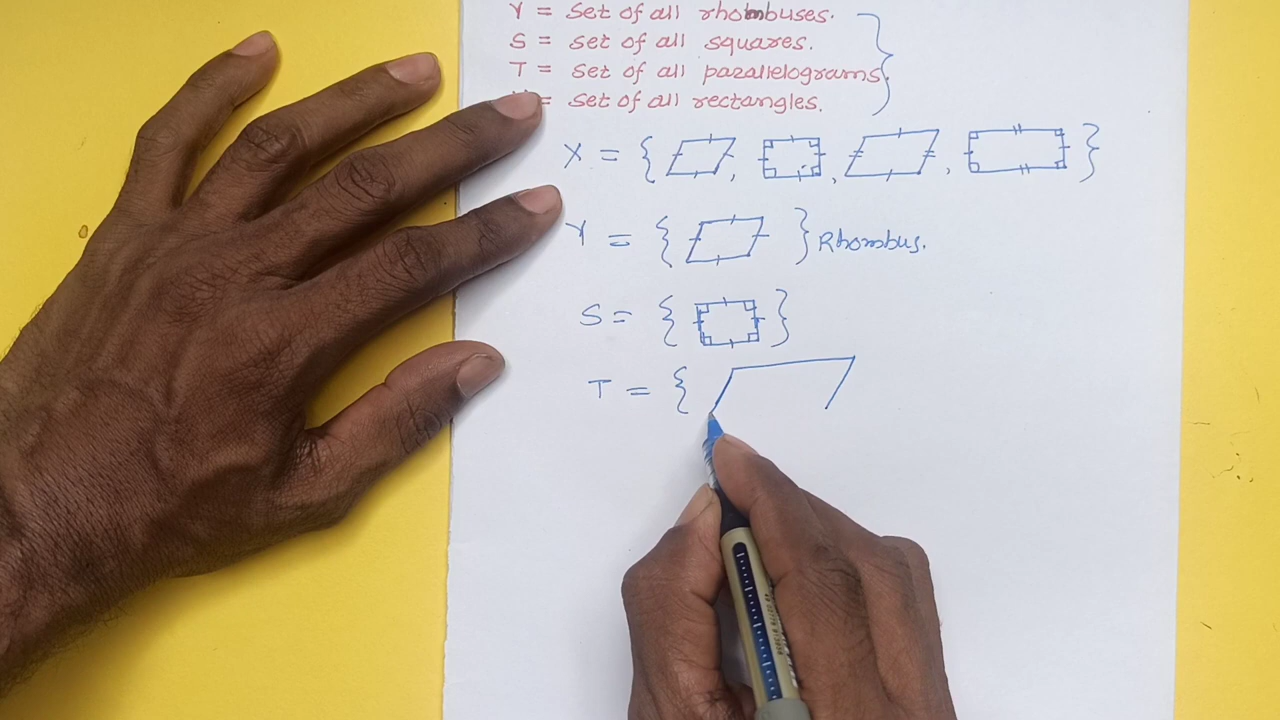 Y = Set of all rhombuses.
S = set of all squares.
T = set of all parallelograms
= set of all rectangles.
X = { , , , }
Y = { } Rhombus.
S = { }
T = {